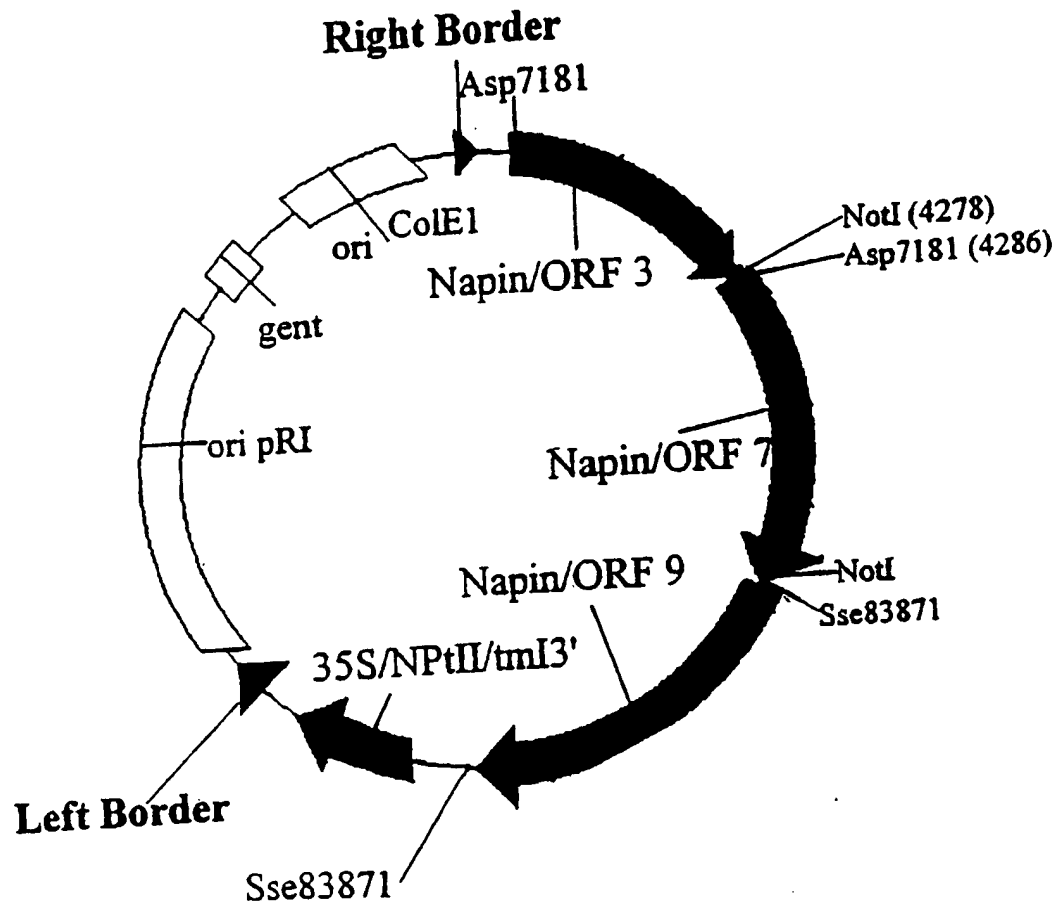 Right Border
Asp7181
ColE1
ori
NotI (4278)
Asp7181 (4286)
Napin/ORF 3
gent
ori pRI
Napin/ORF 7
NotI
Napin/ORF 9
Sse83871
35S/NPtII/tmI3'
Left Border
Sse83871